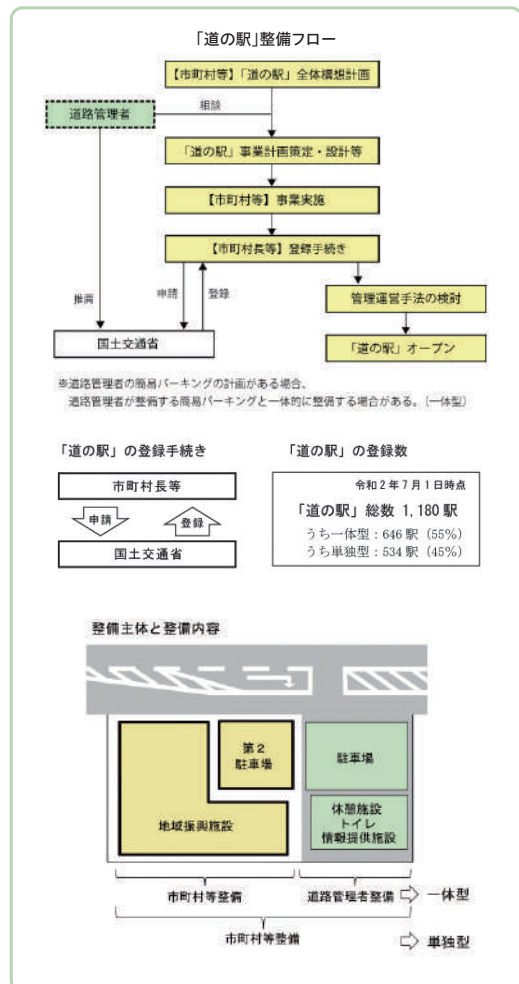 「道の駅」整備フロー
【市町村等】「道の駅」全体構想計画
相談
道路管理者
「道の駅」事業計画策定・設計等
【市町村等】事業実施
【市町村長等】登録手続き
推薦
申請
登録
管理運営手法の検討
国土交通省
「道の駅」オープン
※道路管理者の簡易パーキングの計画がある場合、
道路管理者が整備する簡易パーキングと一体的に整備する場合がある。(一体型)
「道の駅」の登録手続き
市町村長等
申請
登録
国土交通省
「道の駅」の登録数
令和2年7月1日時点
「道の駅」総数 1,180 駅
うち一体型：646 駅（55%）
うち単独型：534 駅（45%）
整備主体と整備内容
第2
駐車場
駐車場
地域振興施設
休憩施設
トイレ
情報提供施設
市町村等整備
道路管理者整備
一体型
市町村等整備
単独型